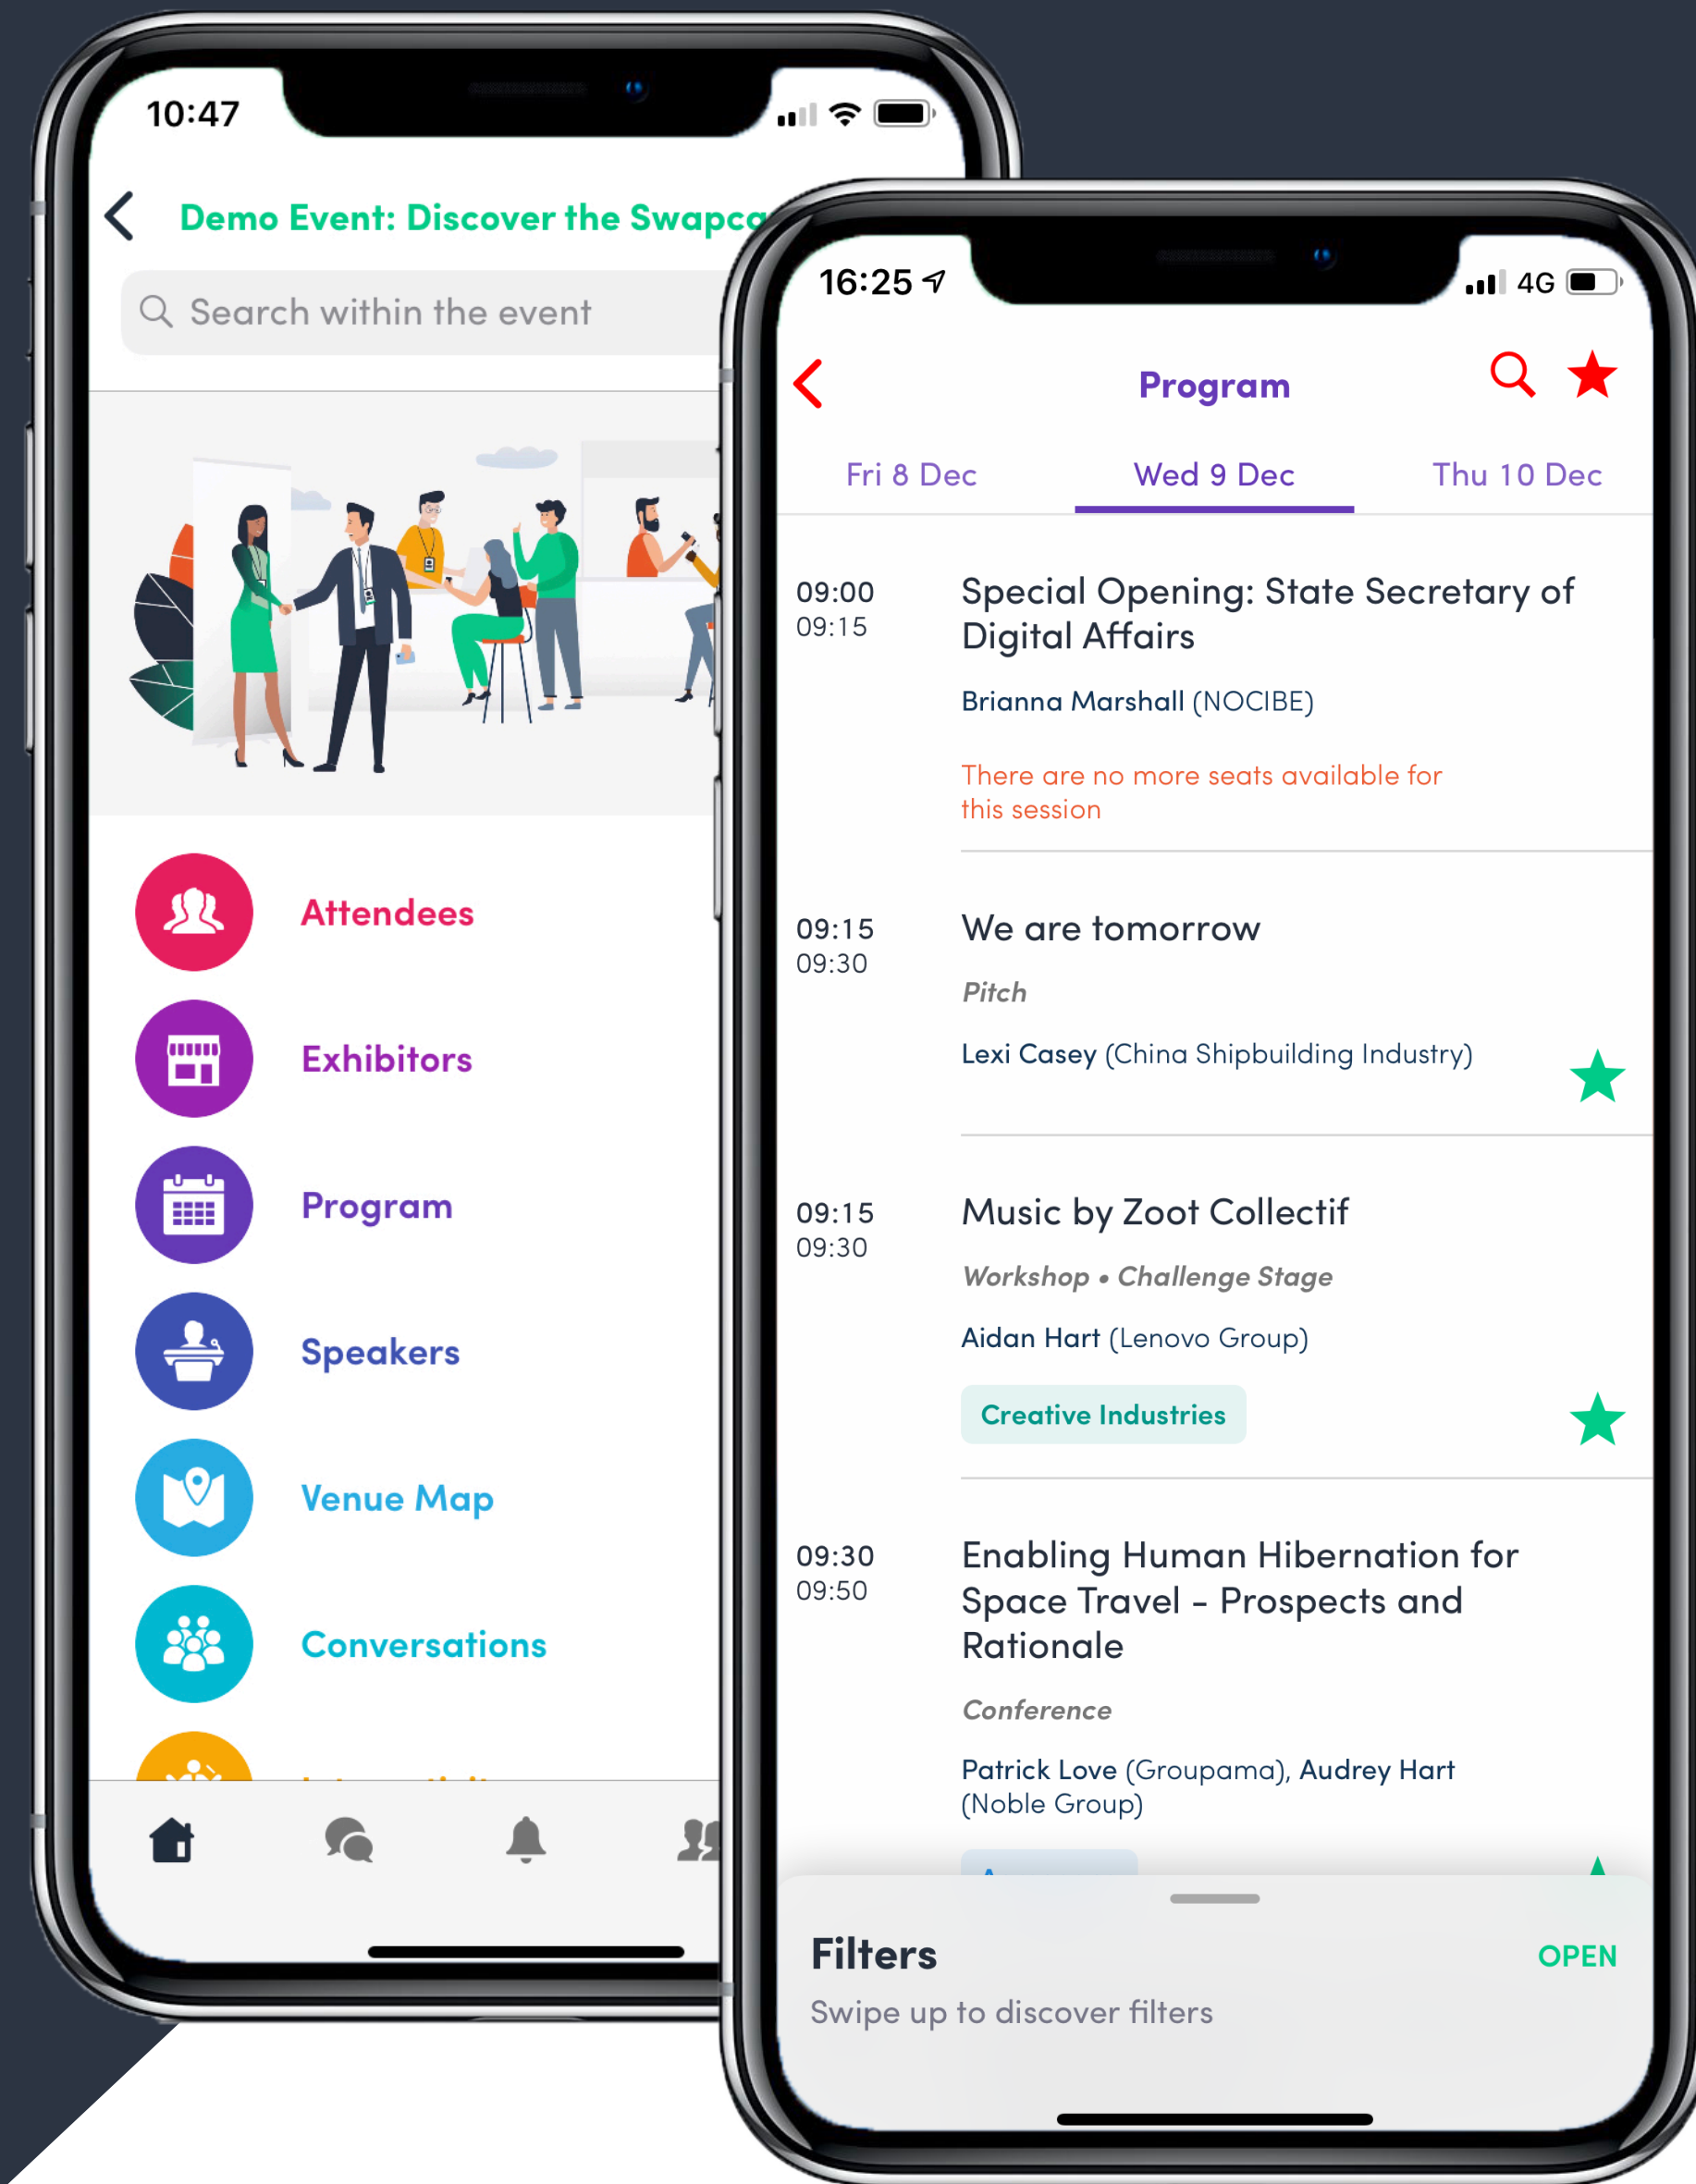 10:47
Demo Event: Discover the
Search within the event
Attendees
Exhibitors
Program
Speakers
Venue Map
Conversations
16:25
4G
Program
Fri 8 Dec
Wed 9 Dec
Thu 10 Dec
09:00
09:15
Special Opening: State Secretary of
Digital Affairs
Brianna Marshall (NOCIBE)
There are no more seats available for
this session
09:15
09:30
We are tomorrow
Pitch
Lexi Casey (China Shipbuilding Industry)
09:15
09:30
Music by Zoot Collectif
Workshop • Challenge Stage
Aidan Hart (Lenovo Group)
Creative Industries
09:30
09:50
Enabling Human Hibernation for
Space Travel - Prospects and
Rationale
Conference
Patrick Love (Groupama), Audrey Hart
(Noble Group)
Filters
OPEN
Swipe up to discover filters